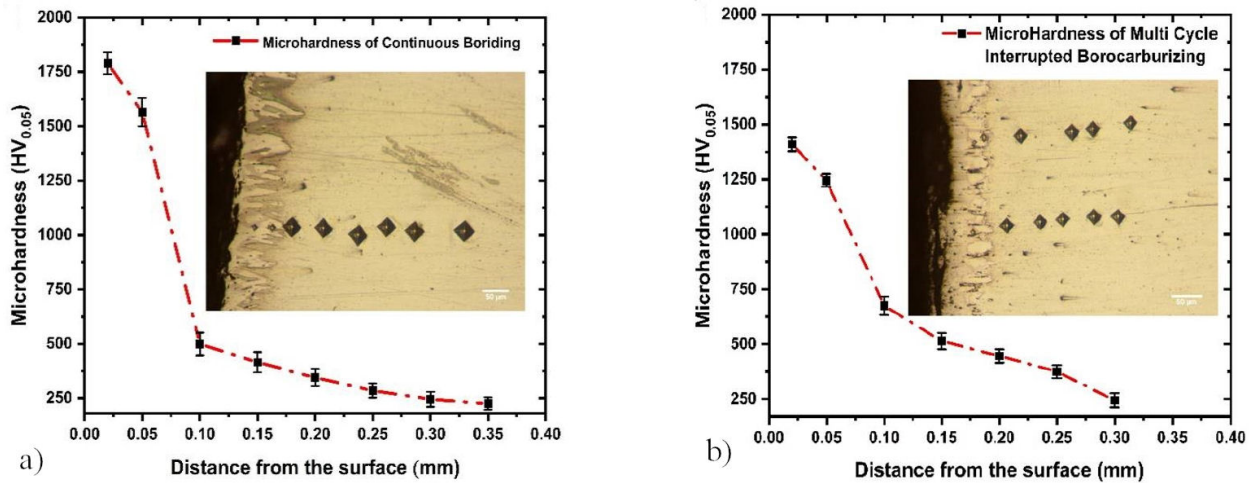 2000
1750
1500
1250
1000
750
500
250
Microhardness (HV0.05)
Microhardness of Continuous Boriding
50 µm
0.00 0.05 0.10 0.15 0.20 0.25 0.30 0.35 0.40
Distance from the surface (mm)
a)
2000
1750
1500
1250
1000
750
500
250
Microhardness (HV0.05)
MicroHardness of Multi Cycle
Interrupted Borocarburizing
50 µm
0.00 0.05 0.10 0.15 0.20 0.25 0.30 0.35 0.40
Distance from the surface (mm)
b)